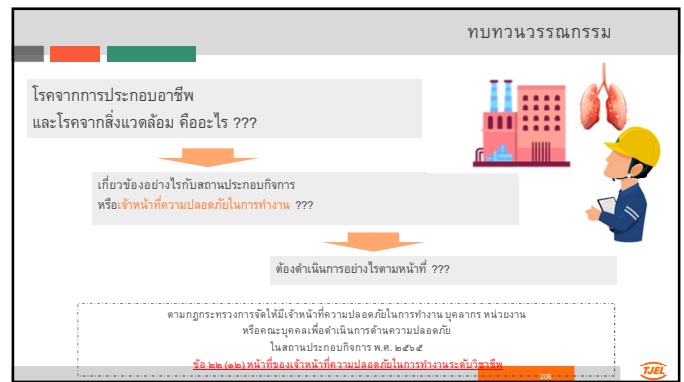 ทบทวนวรรณกรรม
โรคจากการประกอบอาชีพ
และโรคจากสิ่งแวดล้อม คืออะไร ???
เกี่ยวข้องอย่างไรกับสถานประกอบกิจการ
หรือเจ้าหน้าที่ความปลอดภัยในการทำงาน ???
ต้องดำเนินการอย่างไรตามหน้าที่ ???
ตามกฎกระทรวงการจัดให้มีเจ้าหน้าที่ความปลอดภัยในการทำงาน บุคลากร หน่วยงาน
หรือคณะบุคคลเพื่อดำเนินการด้านความปลอดภัย
ในสถานประกอบกิจการ พ.ศ. ๒๕๖๕
ข้อ ๒๒ (๑๒) หน้าที่ของเจ้าหน้าที่ความปลอดภัยในการทำงานระดับวิชาชีพ
208
TJEL